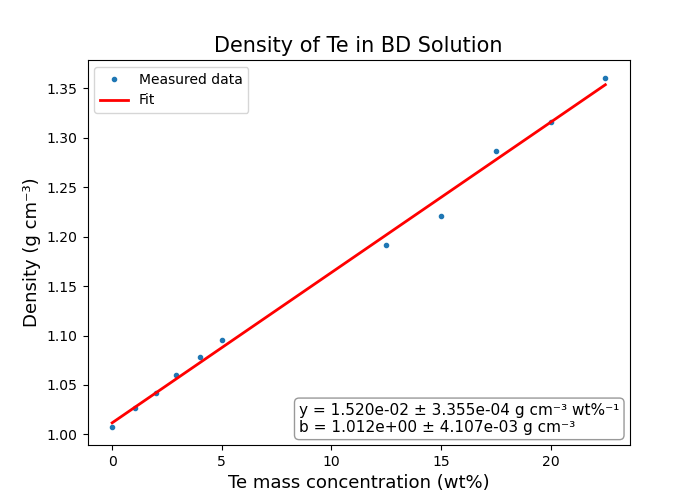 Density of Te in BD Solution
Measured data
Fit
Density (g cm⁻³)
1.35
1.30
1.25
1.20
1.15
1.10
1.05
1.00
y = 1.520e-02 ± 3.355e-04 g cm⁻³ wt%⁻¹
b = 1.012e+00 ± 4.107e-03 g cm⁻³
0 5 10 15 20
Te mass concentration (wt%)